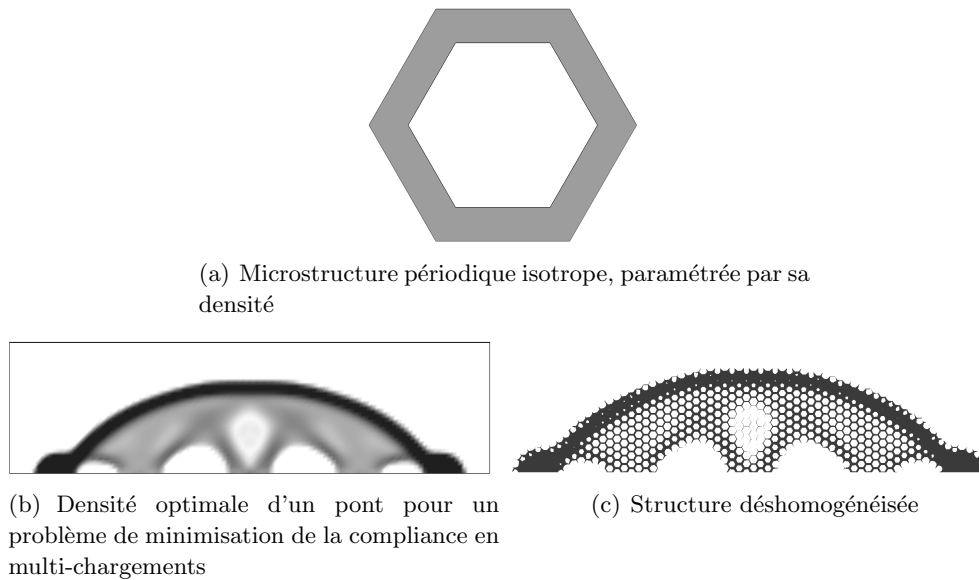 (a) Microstructure périodique isotrope, paramétrée par sa
densité
(b) Densité optimale d'un pont pour un
problème de minimisation de la compliance en
multi-chargements
(c) Structure déshomogénéisée